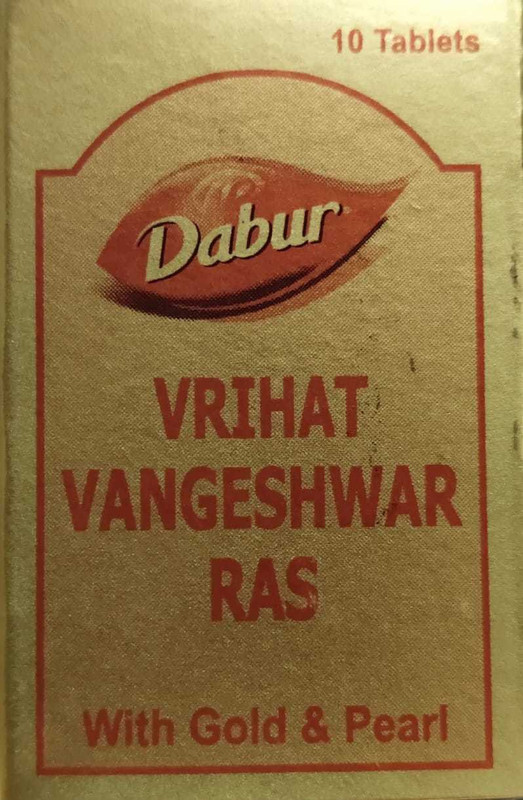 10 Tablets
Dabur
VRIHAT
VANGESHWAR
RAS
With Gold & Pearl